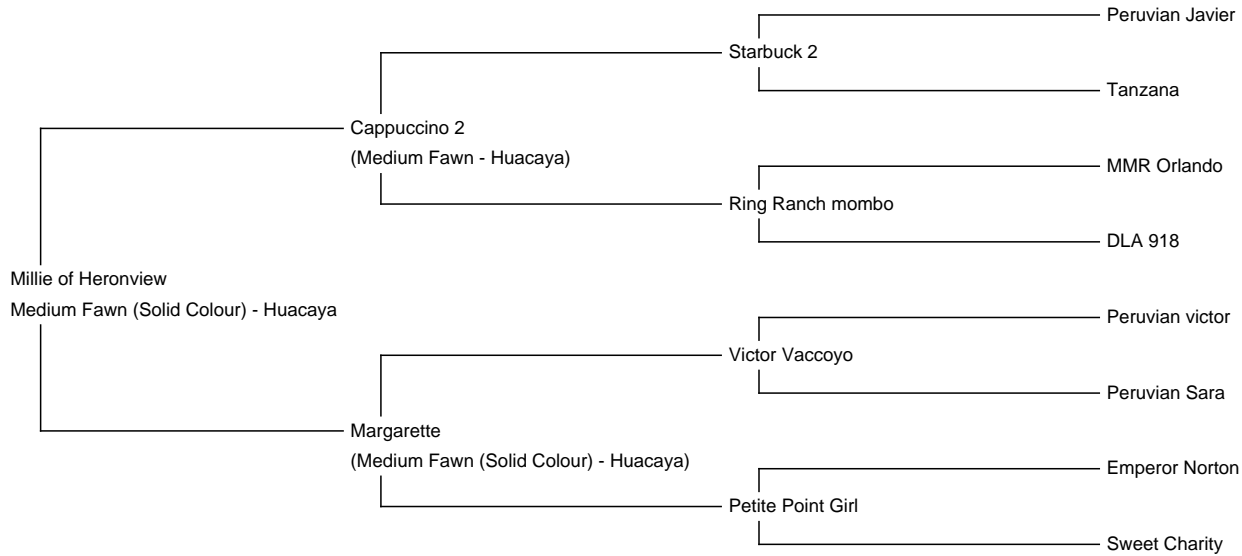 Peruvian Javier
Starbuck 2
Tanzana
Cappuccino 2
(Medium Fawn - Huacaya)
MMR Orlando
Ring Ranch mombo
DLA 918
Millie of Heronview
Medium Fawn (Solid Colour) - Huacaya
Peruvian victor
Victor Vaccoyo
Peruvian Sara
Margarette
(Medium Fawn (Solid Colour) - Huacaya)
Emperor Norton
Petite Point Girl
Sweet Charity